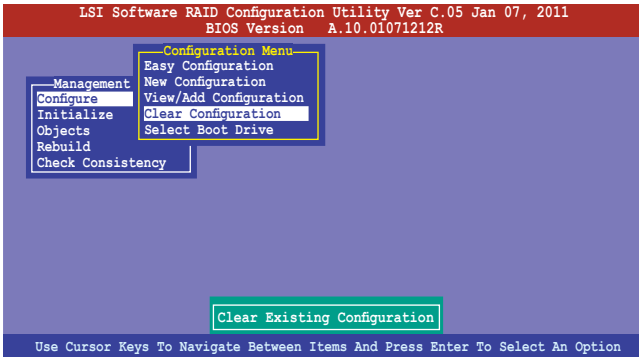 LSI Software RAID Configuration Utility Ver C.05 Jan 07, 2011
BIOS Version A.10.01071212R
Configuration Menu
Easy Configuration
New Configuration
View/Add Configuration
Clear Configuration
Select Boot Drive
Management
Configure
Initialize
Objects
Rebuild
Check Consistency
Clear Existing Configuration
Use Cursor Keys To Navigate Between Items And Press Enter To Select An Option